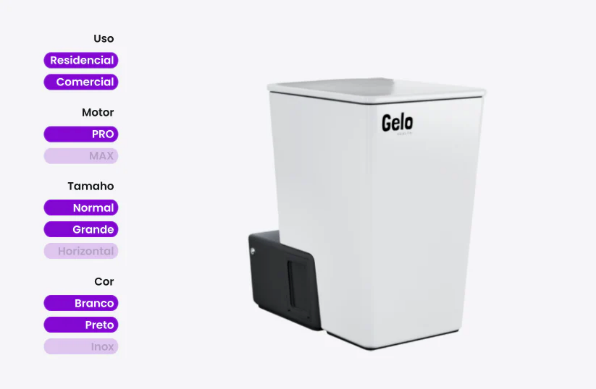 Uso
Residencial
Comercial
Motor
PRO
MAX
Tamaho
Normal
Grande
Horizontal
Cor
Branco
Preto
Inox
Gelo